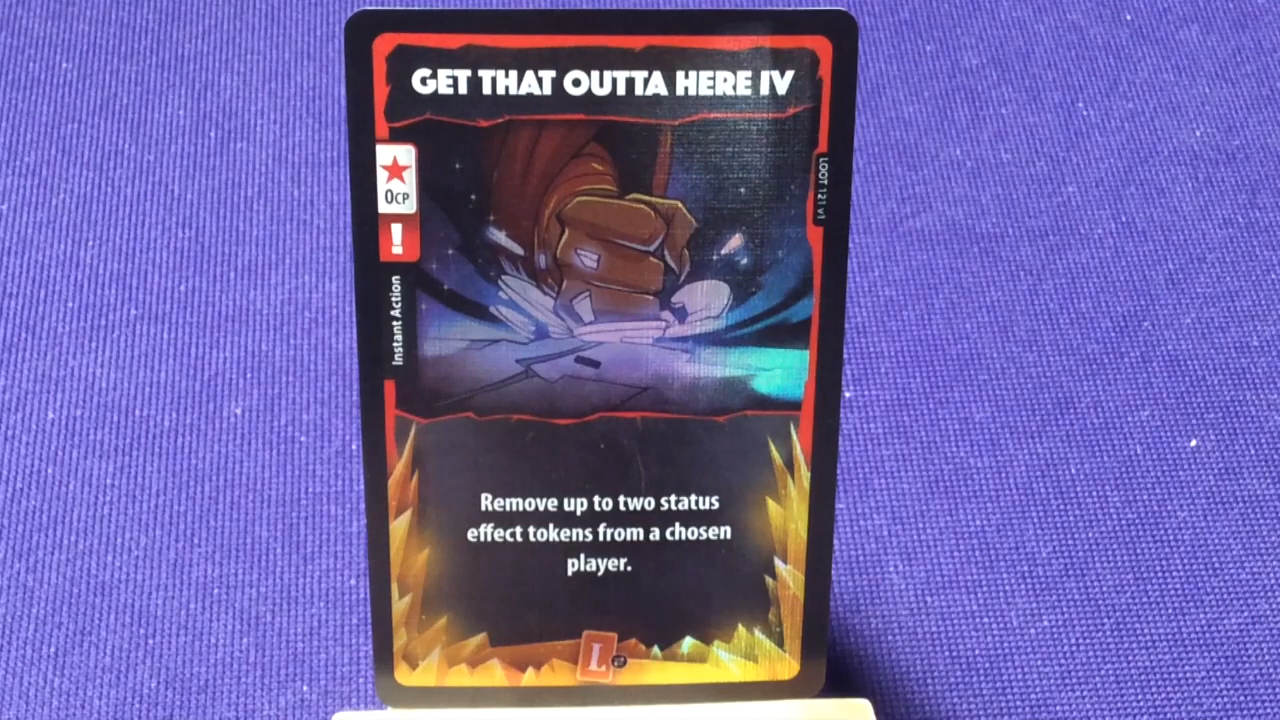 GET THAT OUTTA HERE IV
0CP
!
Instant Action
LOOT 121 v1
Remove up to two status
effect tokens from a chosen
player.
L